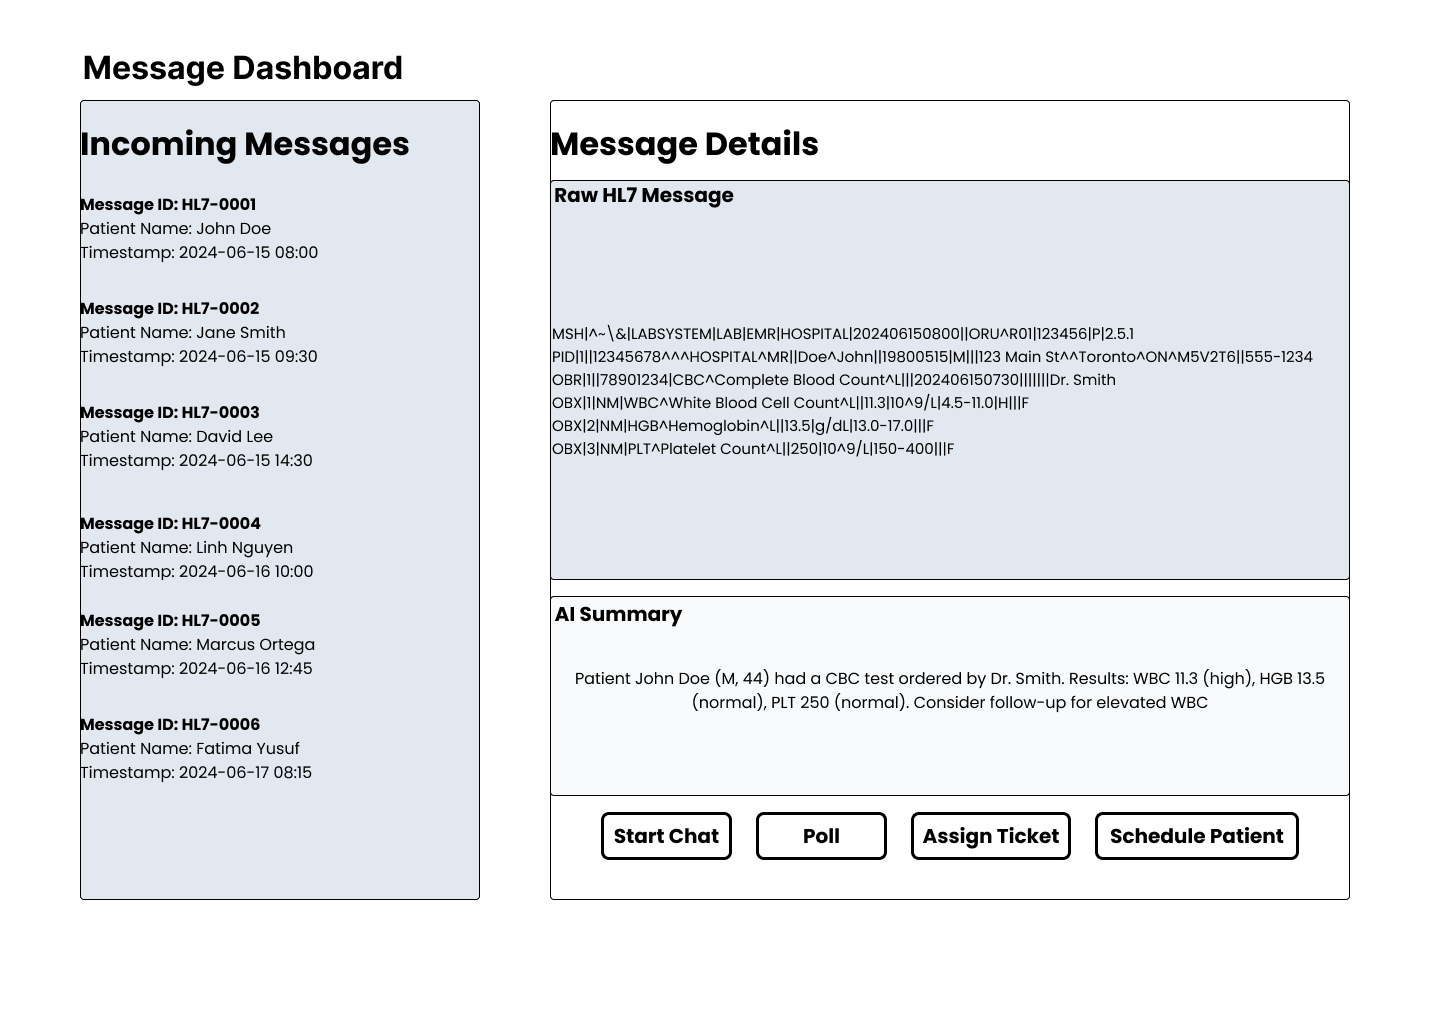 Message Dashboard
Incoming Messages
Message ID: HL7-0001
Patient Name: John Doe
Timestamp: 2024-06-15 08:00
Message ID: HL7-0002
Patient Name: Jane Smith
Timestamp: 2024-06-15 09:30
Message ID: HL7-0003
Patient Name: David Lee
Timestamp: 2024-06-15 14:30
Message ID: HL7-0004
Patient Name: Linh Nguyen
Timestamp: 2024-06-16 10:00
Message ID: HL7-0005
Patient Name: Marcus Ortega
Timestamp: 2024-06-16 12:45
Message ID: HL7-0006
Patient Name: Fatima Yusuf
Timestamp: 2024-06-17 08:15
Message Details
Raw HL7 Message
MSH|^~\&|LABSYSTEM|LAB|EMR|HOSPITAL|202406150800||ORU^R01|123456|P|2.5.1
PID|1||12345678^^^HOSPITAL^MR||Doe^John||19800515|M|||123 Main St^^Toronto^ON^M5V2T6||555-1234
OBR|1||78901234|CBC^Complete Blood Count^L|||202406150730|||||||Dr. Smith
OBX|1|NM|WBC^White Blood Cell Count^L||11.3|10^9/L|4.5-11.0|H|||F
OBX|2|NM|HGB^Hemoglobin^L||13.5|g/dL|13.0-17.0|||F
OBX|3|NM|PLT^Platelet Count^L||250|10^9/L|150-400|||F
AI Summary
Patient John Doe (M, 44) had a CBC test ordered by Dr. Smith. Results: WBC 11.3 (high), HGB 13.5
(normal), PLT 250 (normal). Consider follow-up for elevated WBC
Start Chat
Poll
Assign Ticket
Schedule Patient